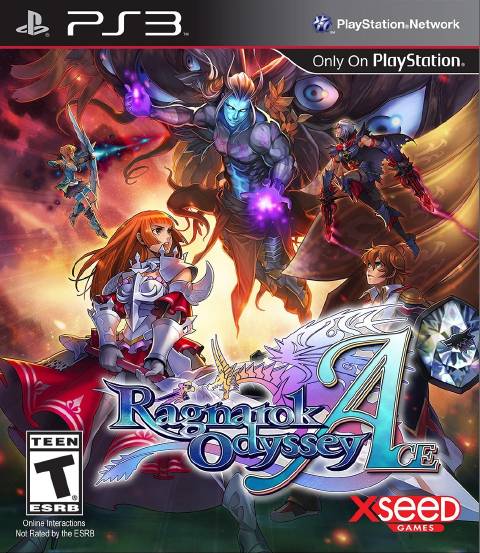 PS3
PlayStation®Network
Only On PlayStation®
Ragnarok
Odyssey ACE
TEEN
T
ESRB
Online Interactions
Not Rated by the ESRB
XSEED
GAMES